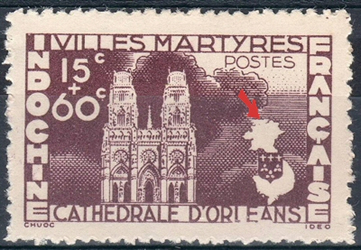 VILLES MARTYRES
INDOCHINE
FRANÇAISE
15c
+
60c
POSTES
CATHEDRALE D'ORLEANS
CHUOC
IDEO